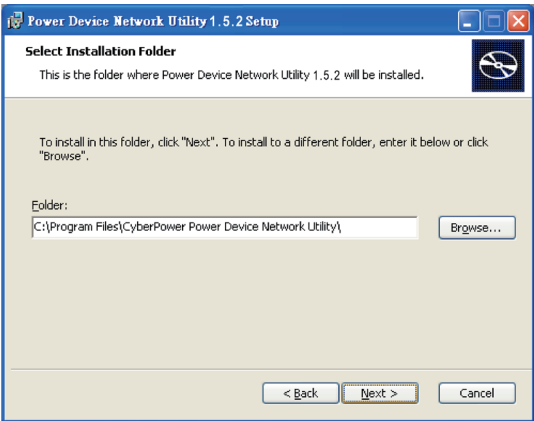 Power Device Network Utility 1.5.2 Setup
Select Installation Folder
This is the folder where Power Device Network Utility 1.5.2 will be installed.
To install in this folder, click "Next". To install to a different folder, enter it below or click
"Browse".
Folder:
C:\Program Files\CyberPower Power Device Network Utility\
Browse...
< Back
Next >
Cancel